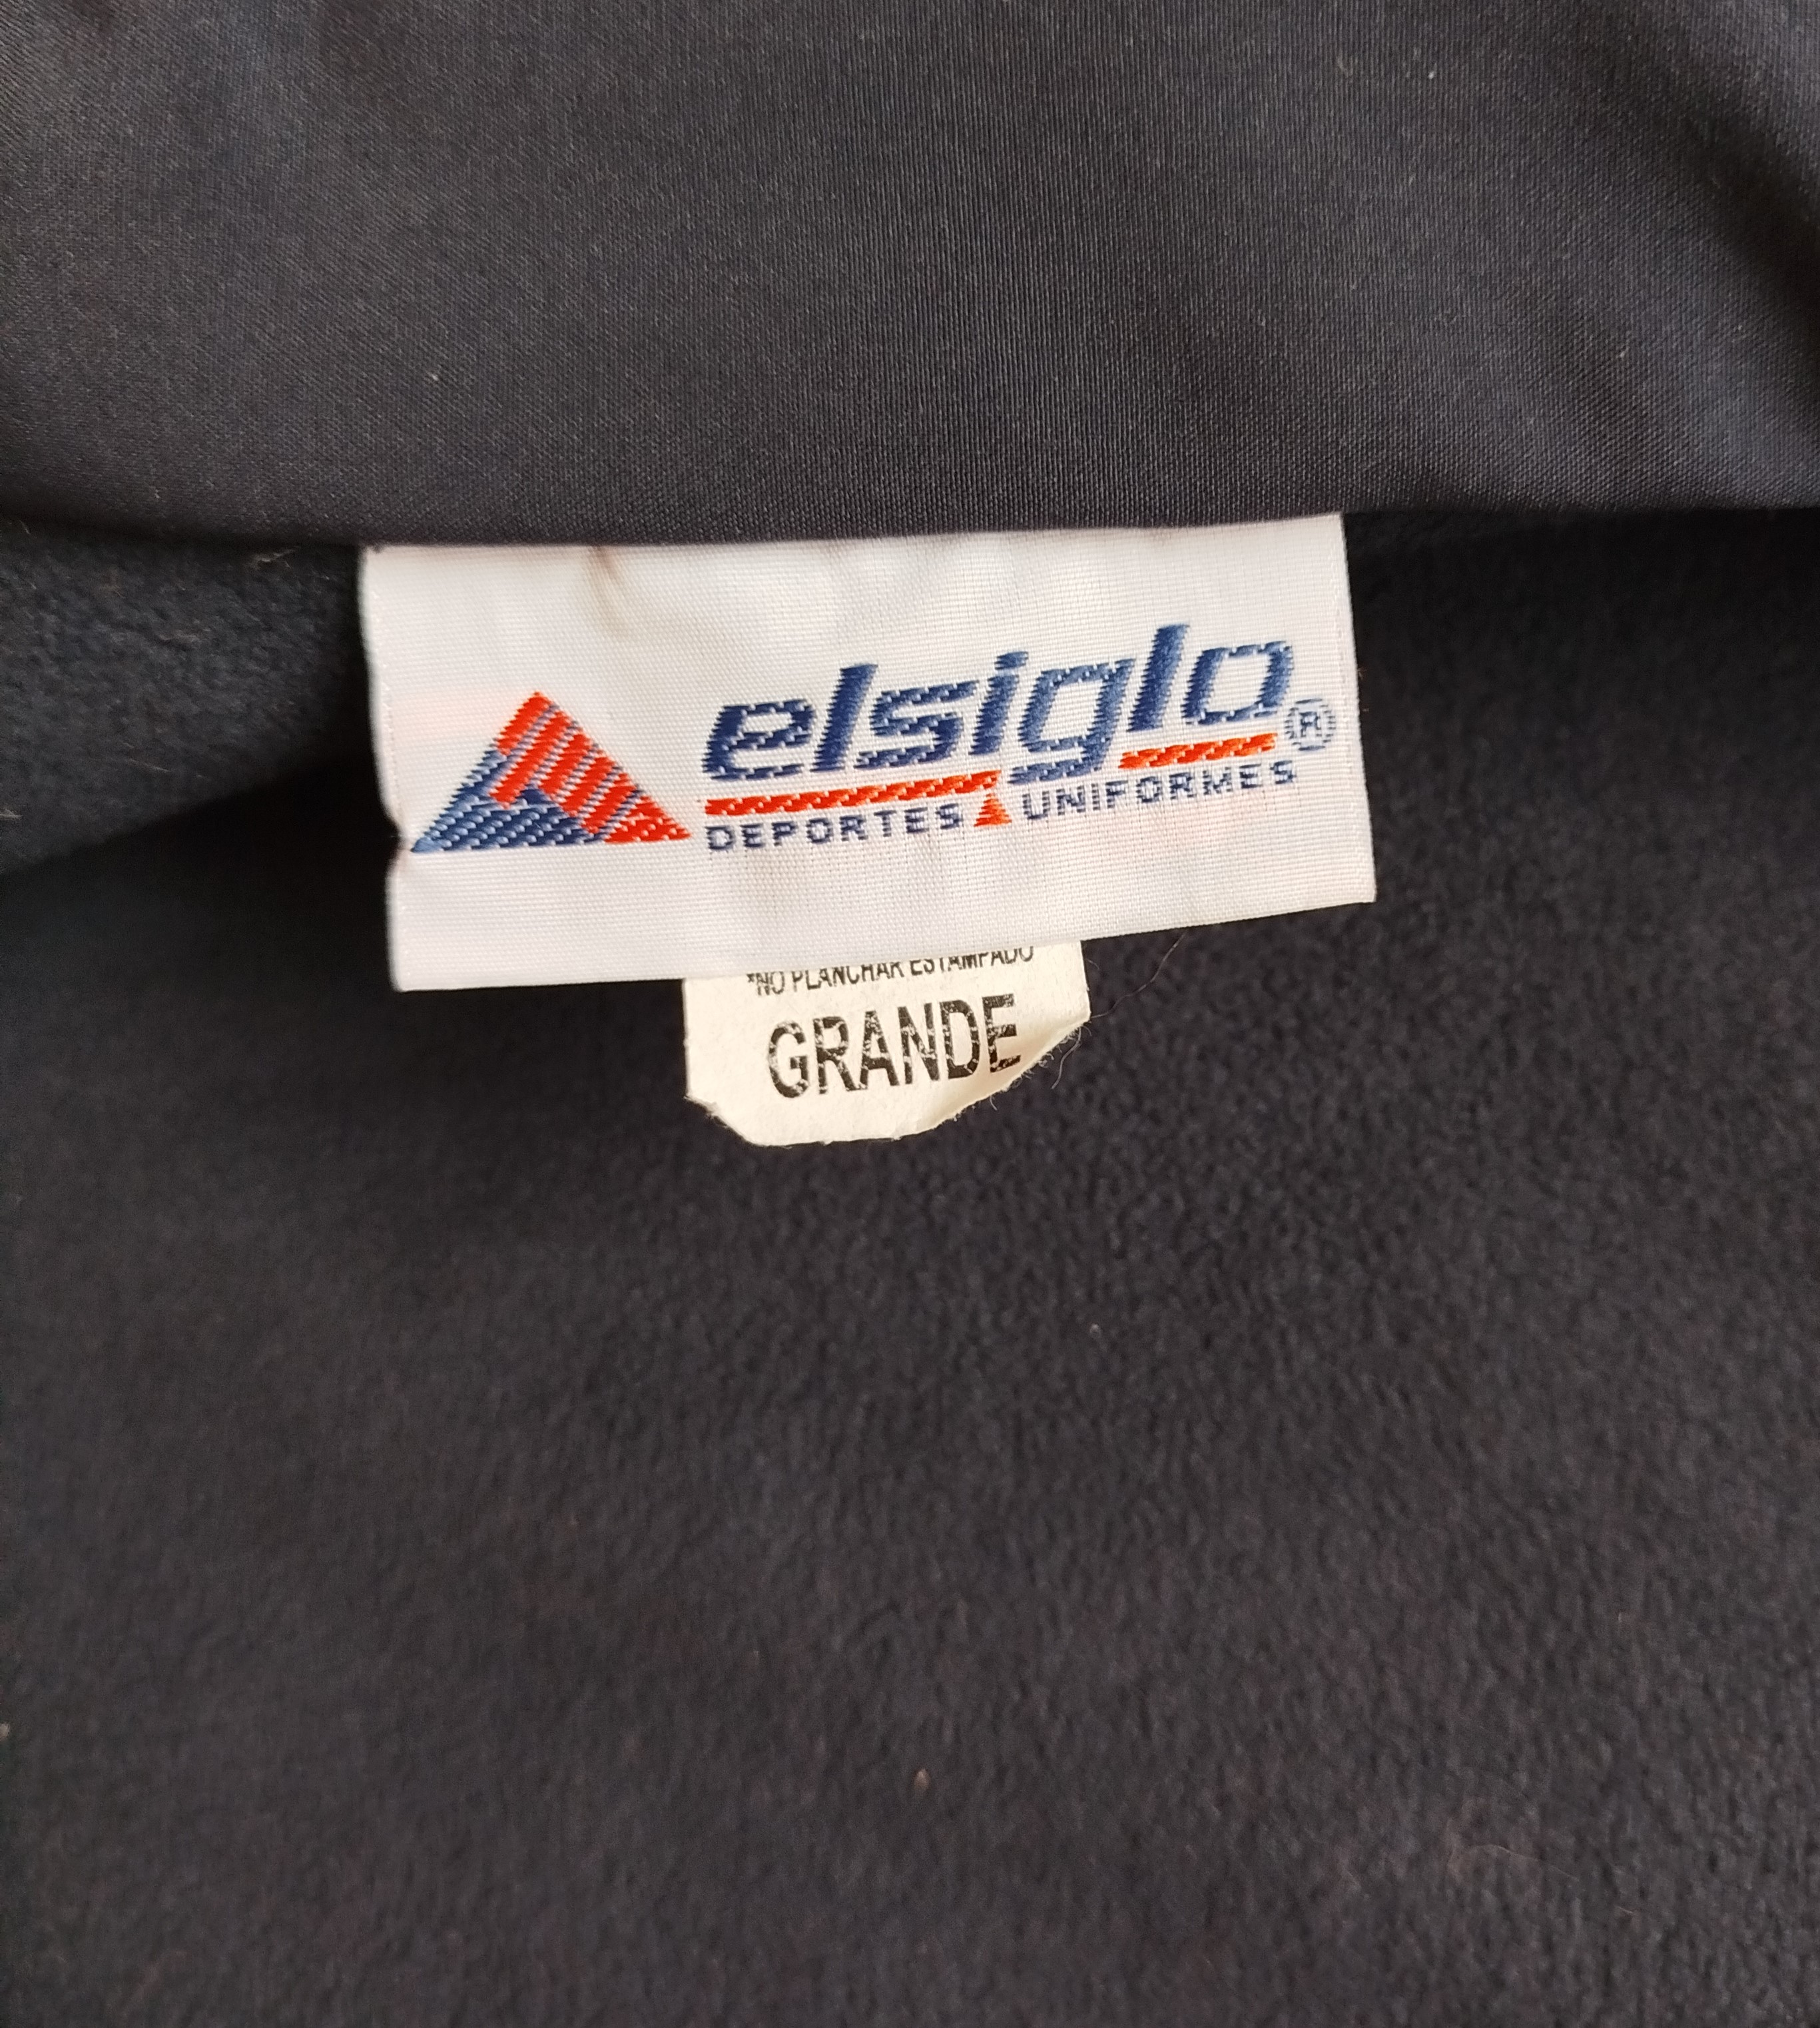 elsiglo®
DEPORTES UNIFORMES
*NO PLANCHAR ESTAMPADO
GRANDE